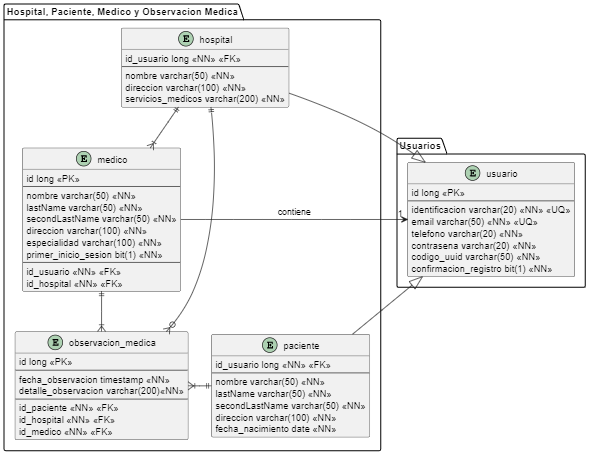 Hospital, Paciente, Medico y Observacion Medica
E hospital
id_usuario long «NN» «FK»
nombre varchar(50) «NN»
direccion varchar(100) «NN»
servicios_medicos varchar(200) «NN»
E medico
id long «PK»
nombre varchar(50) «NN»
lastName varchar(50) «NN»
secondLastName varchar(50) «NN»
direccion varchar(100) «NN»
especialidad varchar(100) «NN»
primer_inicio_sesion bit(1) «NN»
id_usuario «NN» «FK»
id_hospital «NN» «FK»
contiene
1
Usuarios
E usuario
id long «PK»
identificacion varchar(20) «NN» «UQ»
email varchar(50) «NN» «UQ»
telefono varchar(20) «NN»
contrasena varchar(20) «NN»
codigo_uuid varchar(50) «NN»
confirmacion_registro bit(1) «NN»
E observacion_medica
id long «PK»
fecha_observacion timestamp «NN»
detalle_observacion varchar(200)«NN»
id_paciente «NN» «FK»
id_hospital «NN» «FK»
id_medico «NN» «FK»
E paciente
id_usuario long «NN» «FK»
nombre varchar(50) «NN»
lastName varchar(50) «NN»
secondLastName varchar(50) «NN»
direccion varchar(100) «NN»
fecha_nacimiento date «NN»